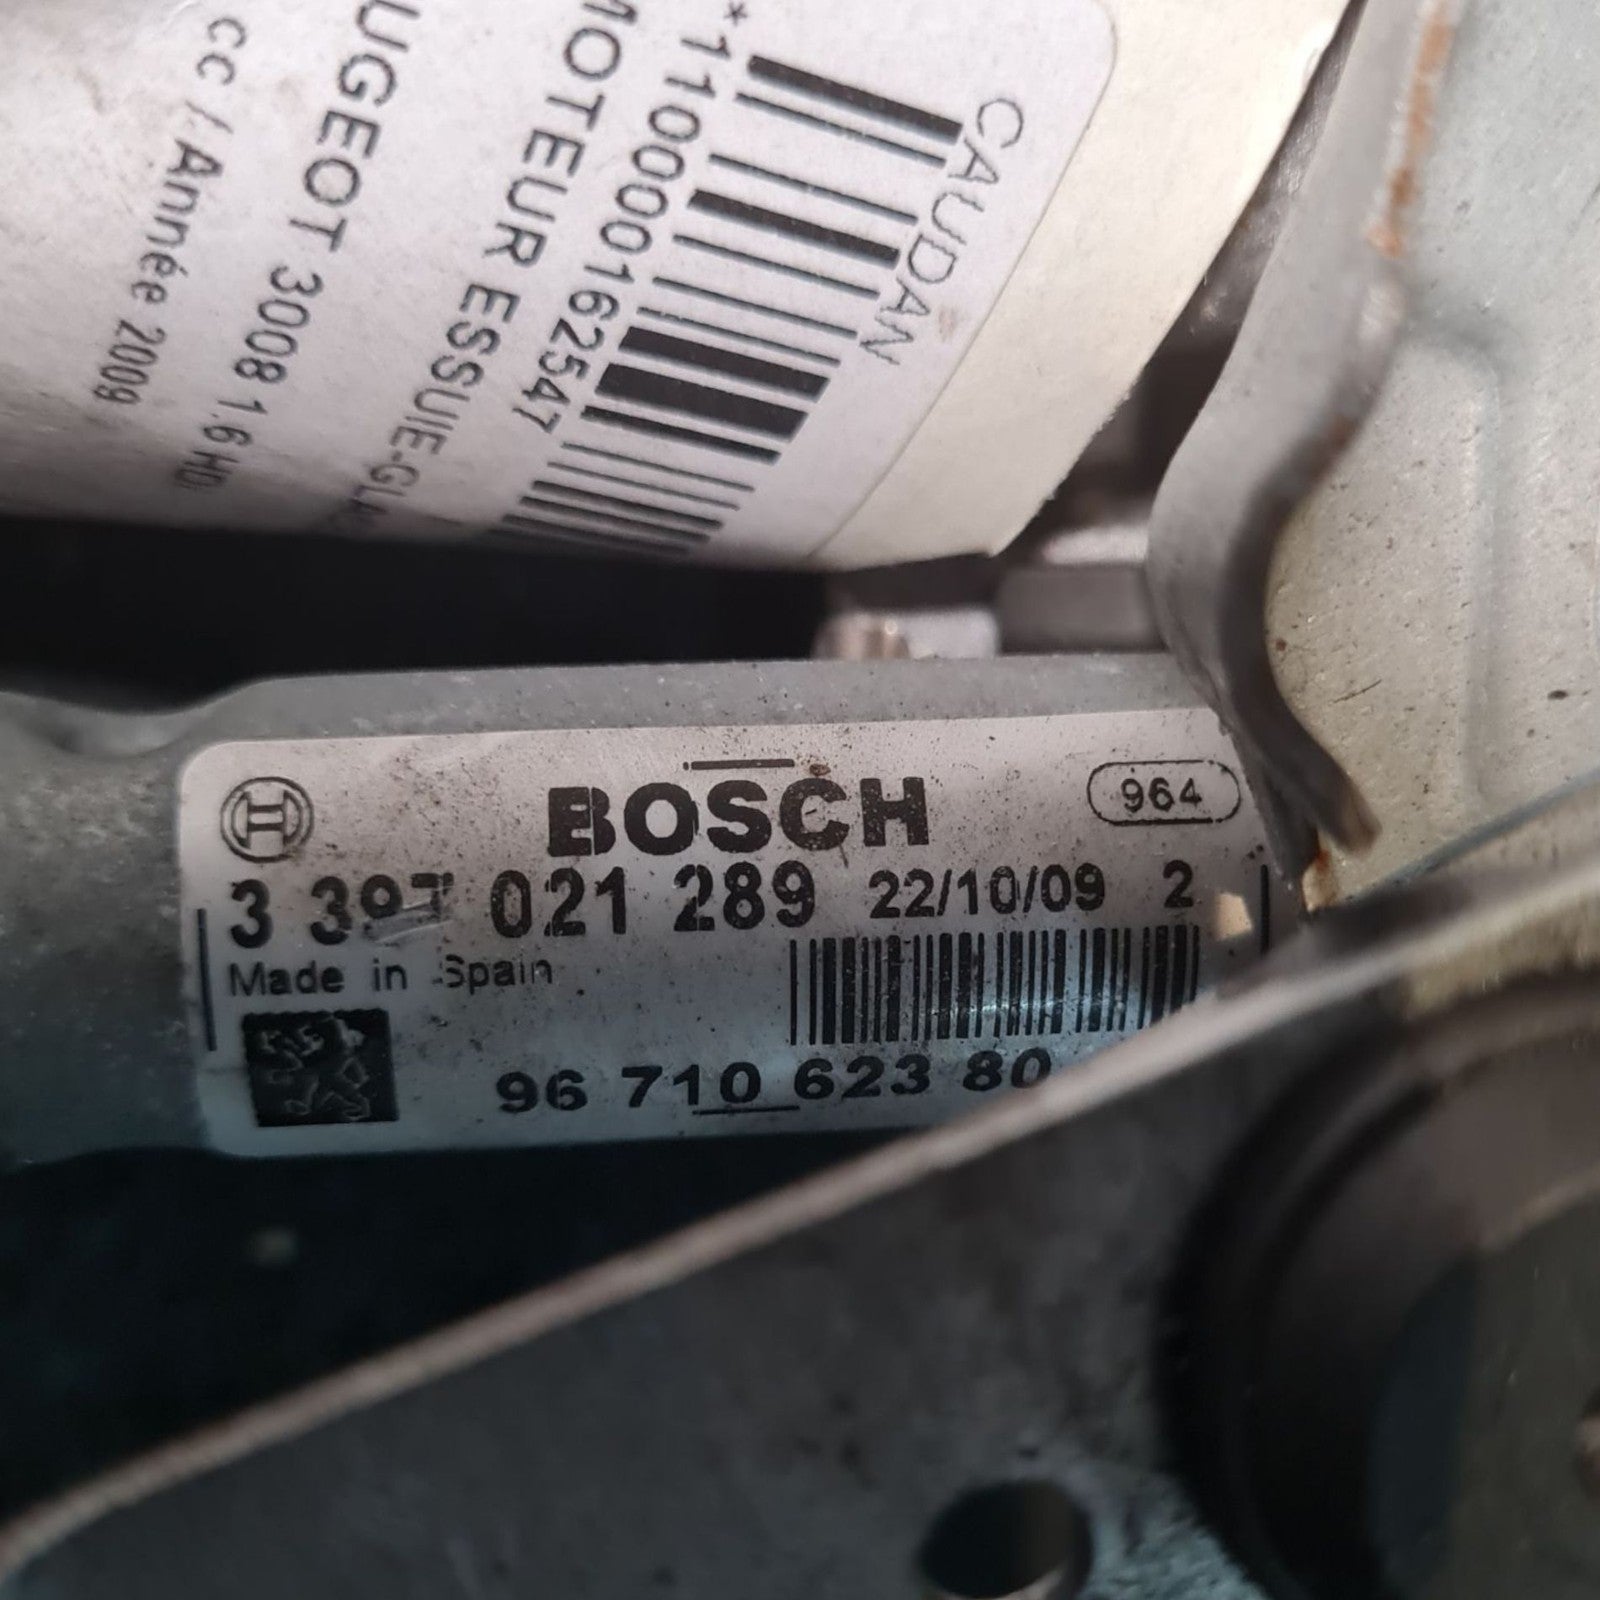 CAUDAN
*1100000162547
MOTEUR ESSUIE-GLA
UGEOT 3008 1.6 HD
CC / Année 2009
BOSCH
964
3 397 021 289 22/10/09 2
Made in Spain
96 710 623 80